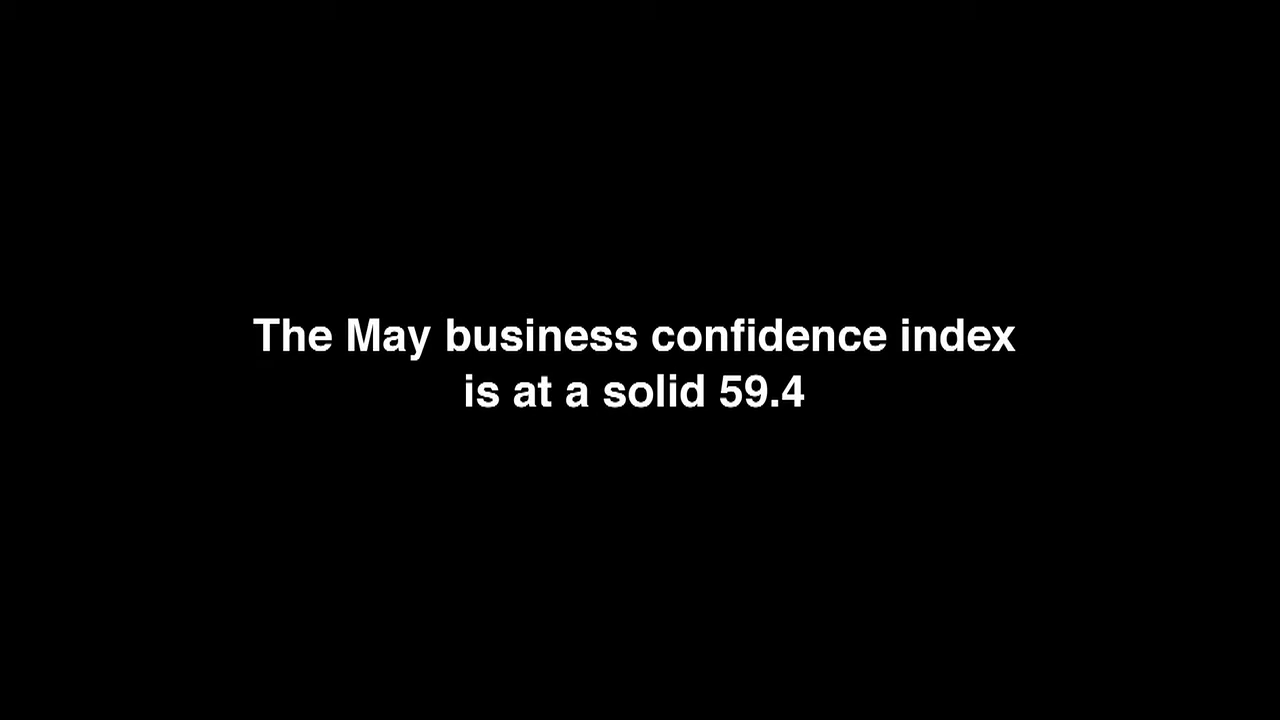 The May business confidence index
is at a solid 59.4